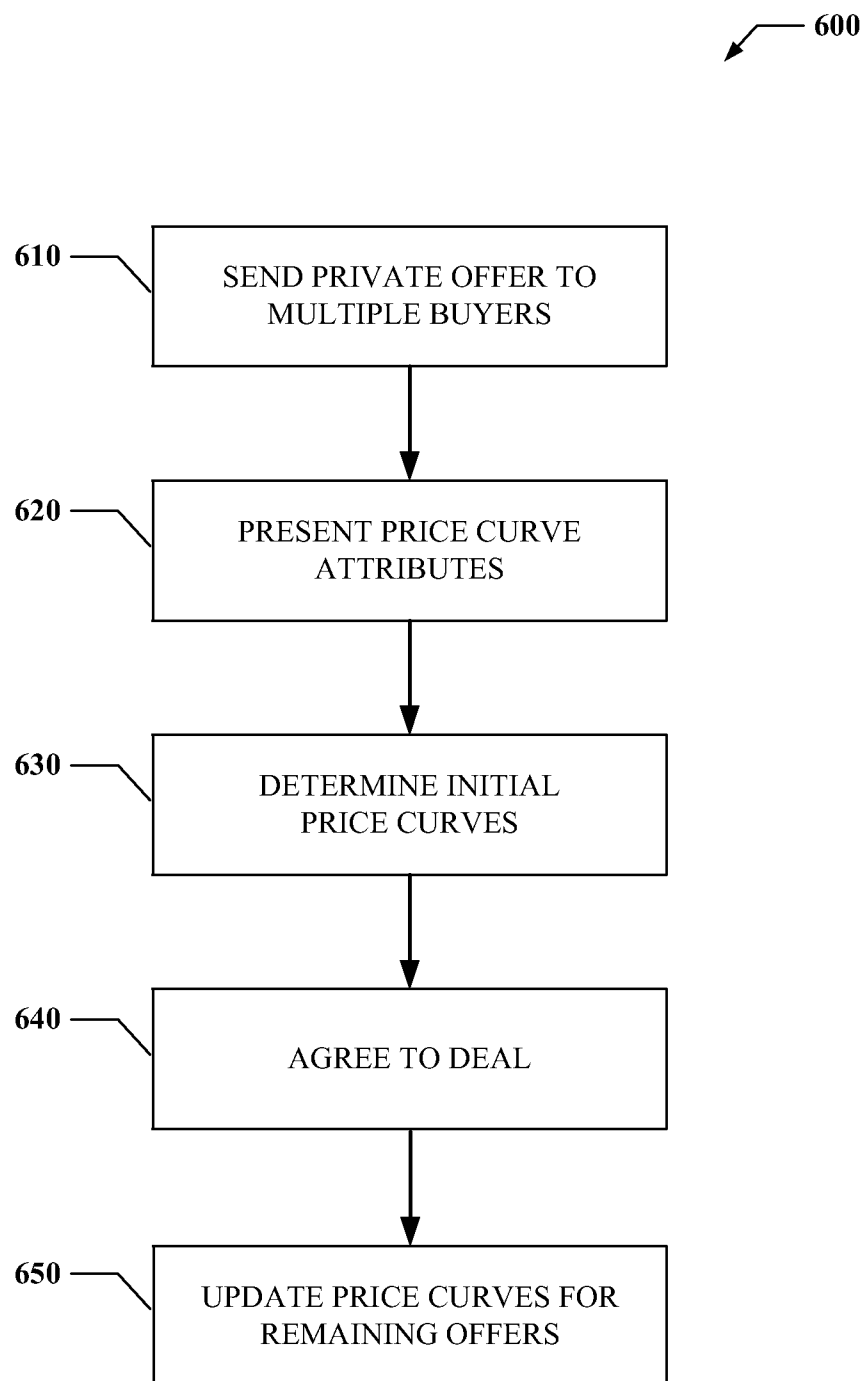 600
610
SEND PRIVATE OFFER TO
MULTIPLE BUYERS
620
PRESENT PRICE CURVE
ATTRIBUTES
630
DETERMINE INITIAL
PRICE CURVES
640
AGREE TO DEAL
650
UPDATE PRICE CURVES FOR
REMAINING OFFERS